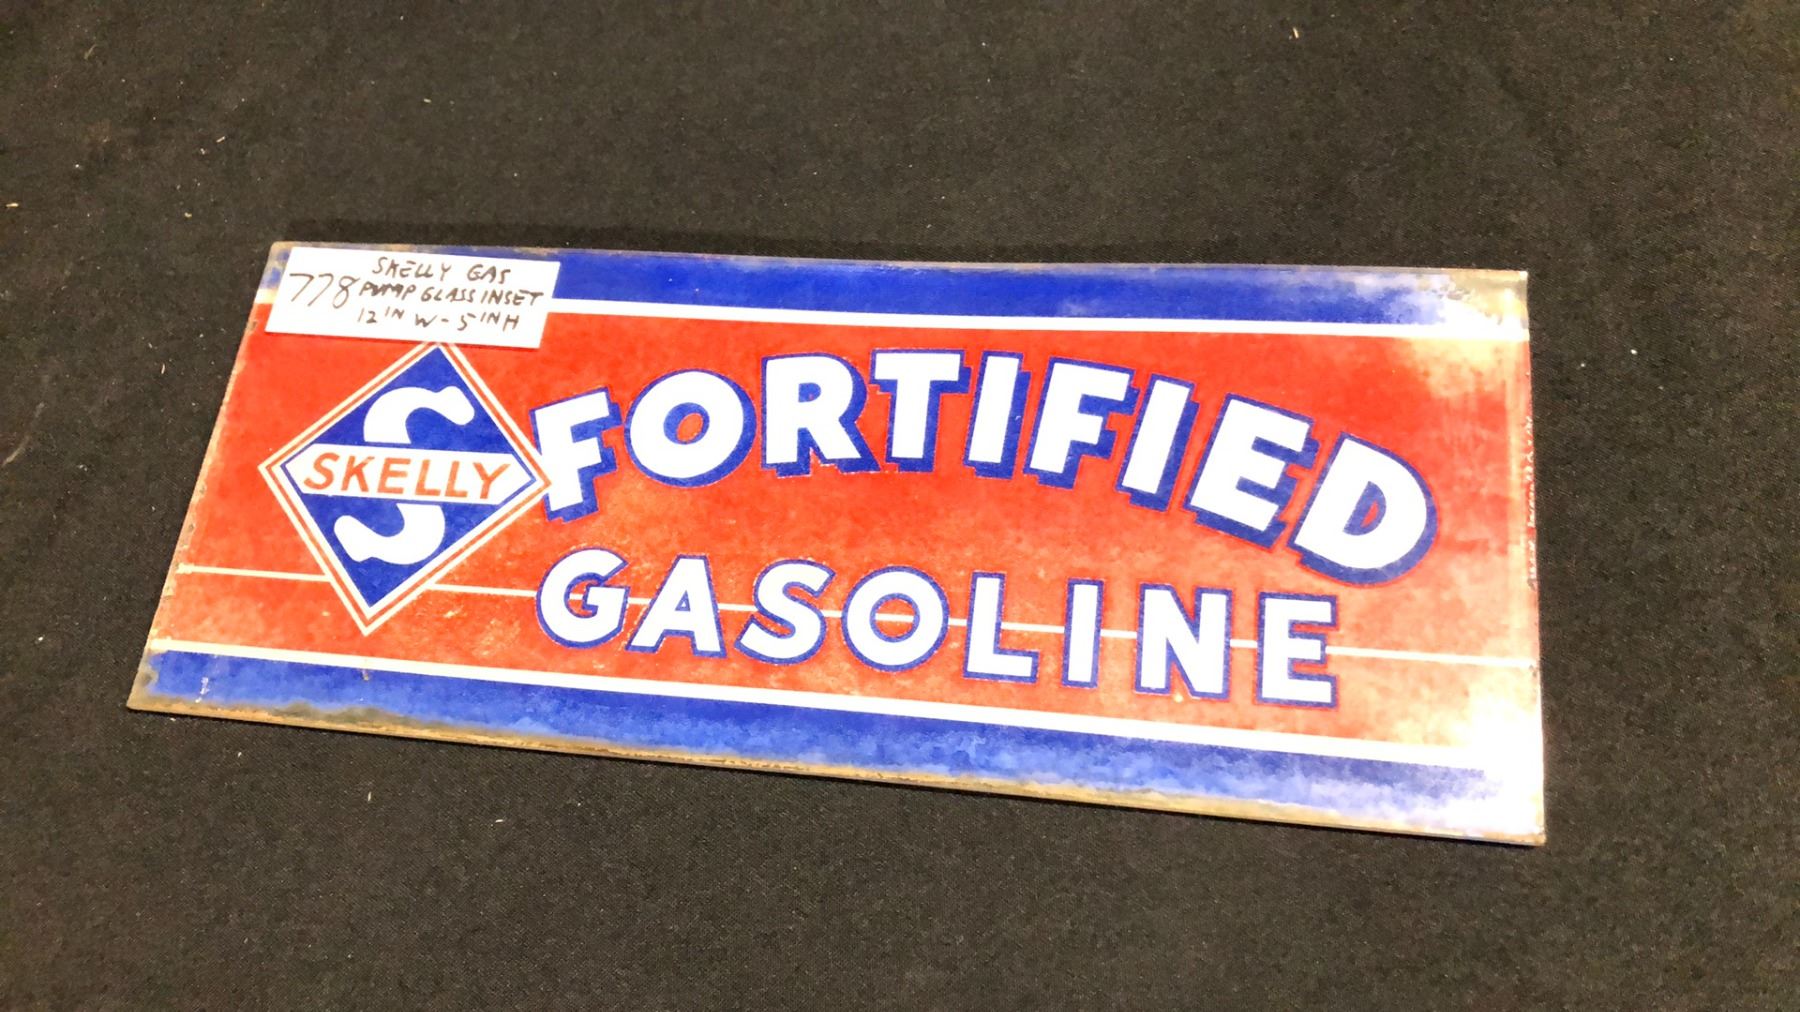 778
SKELLY GAS
PUMP GLASS INSET
12 IN W - 5 IN H
S
SKELLY
FORTIFIED
GASOLINE